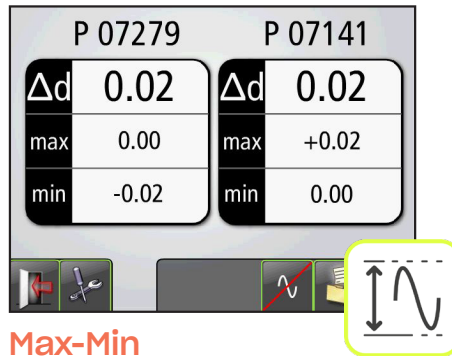 P 07279 P 07141
Δd 0.02 Δd 0.02
max 0.00 max +0.02
min -0.02 min 0.00
Max-Min